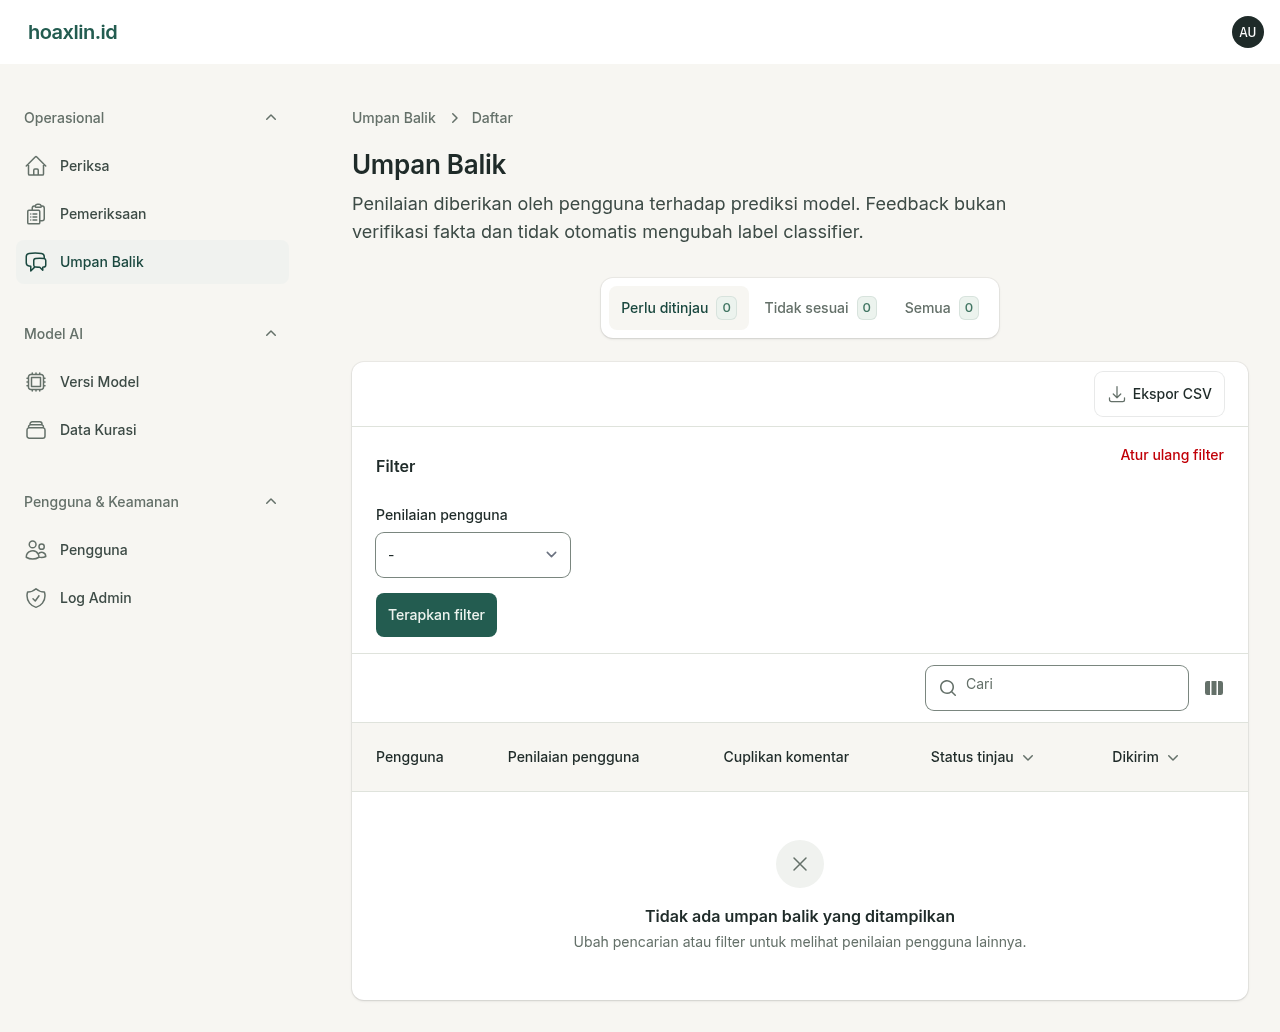 hoaxlin.id
AU
Operasional
Periksa
Pemeriksaan
Umpan Balik
Model AI
Versi Model
Data Kurasi
Pengguna & Keamanan
Pengguna
Log Admin
Umpan Balik > Daftar
Umpan Balik
Penilaian diberikan oleh pengguna terhadap prediksi model. Feedback bukan
verifikasi fakta dan tidak otomatis mengubah label classifier.
Perlu ditinjau 0 Tidak sesuai 0 Semua 0
Ekspor CSV
Filter
Atur ulang filter
Penilaian pengguna
-
Terapkan filter
Cari
Pengguna Penilaian pengguna Cuplikan komentar Status tinjau Dikirim
Tidak ada umpan balik yang ditampilkan
Ubah pencarian atau filter untuk melihat penilaian pengguna lainnya.